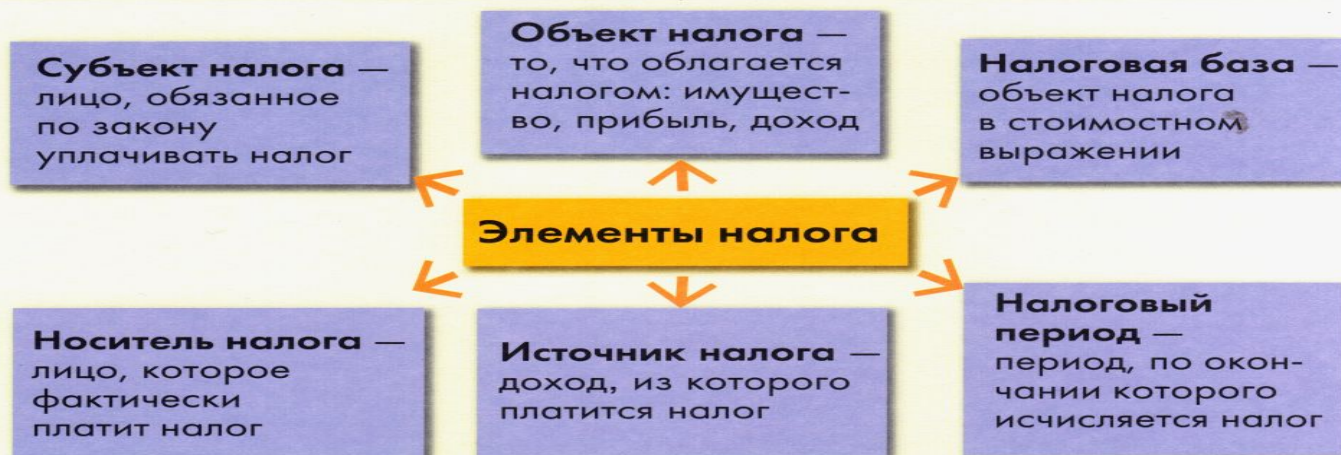 Субъект налога —
лицо, обязанное
по закону
уплачивать налог
Объект налога —
то, что облагается
налогом: имущест-
во, прибыль, доход
Налоговая база —
объект налога
в стоимостном
выражении
Элементы налога
Носитель налога —
лицо, которое
фактически
платит налог
Источник налога —
доход, из которого
платится налог
Налоговый
период —
период, по окон-
чании которого
исчисляется налог